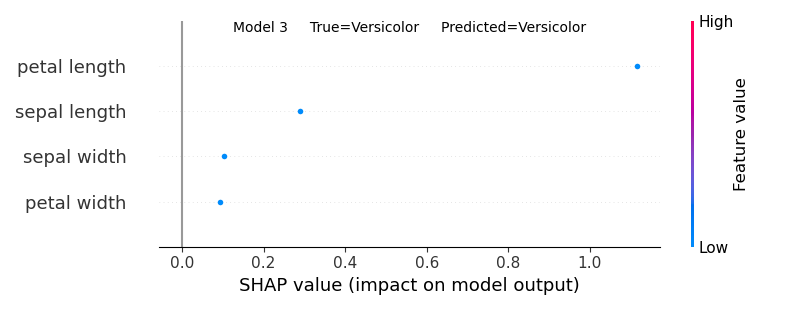 Model 3 True=Versicolor Predicted=Versicolor
High
petal length
sepal length
sepal width
petal width
Feature value
Low
0.0 0.2 0.4 0.6 0.8 1.0
SHAP value (impact on model output)